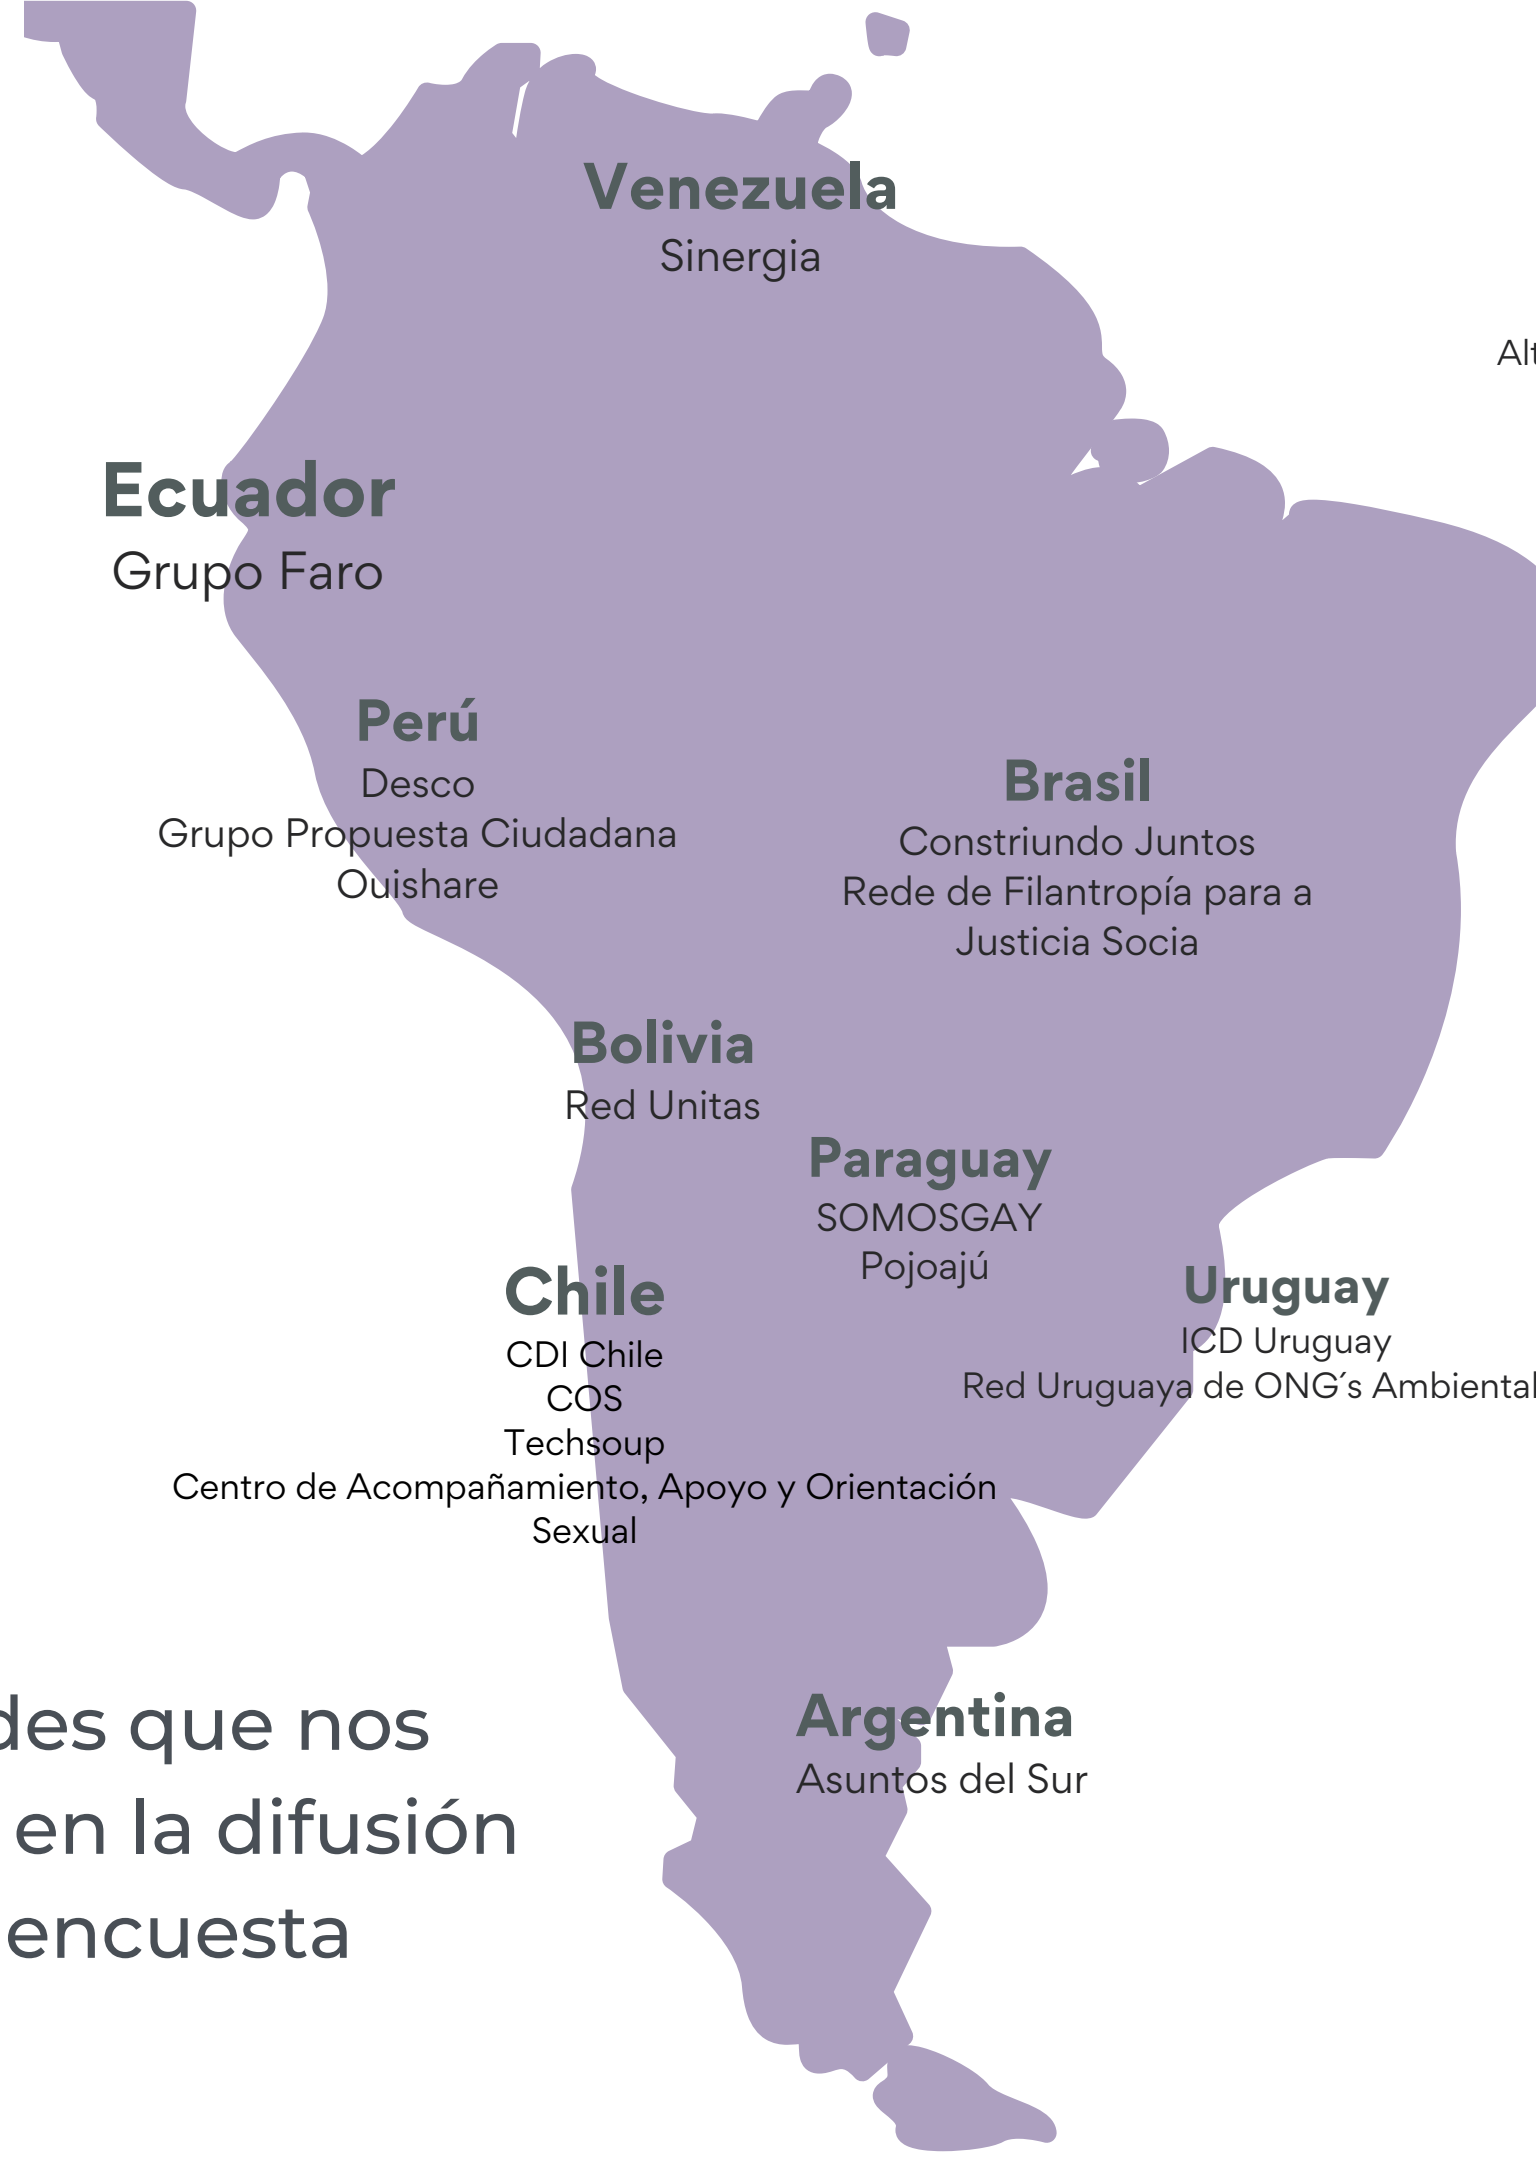 Venezuela
Sinergia
Ecuador
Grupo Faro
Perú
Desco
Grupo Propuesta Ciudadana
Ouishare
Brasil
Constriundo Juntos
Rede de Filantropía para a
Justicia Socia
Bolivia
Red Unitas
Paraguay
SOMOSGAY
Pojoajú
Chile
CDI Chile
COS
Techsoup
Centro de Acompañamiento, Apoyo y Orientación
Sexual
Uruguay
ICD Uruguay
Red Uruguaya de ONG´s Ambiental
Argentina
Asuntos del Sur
que nos
en la difusión
encuesta